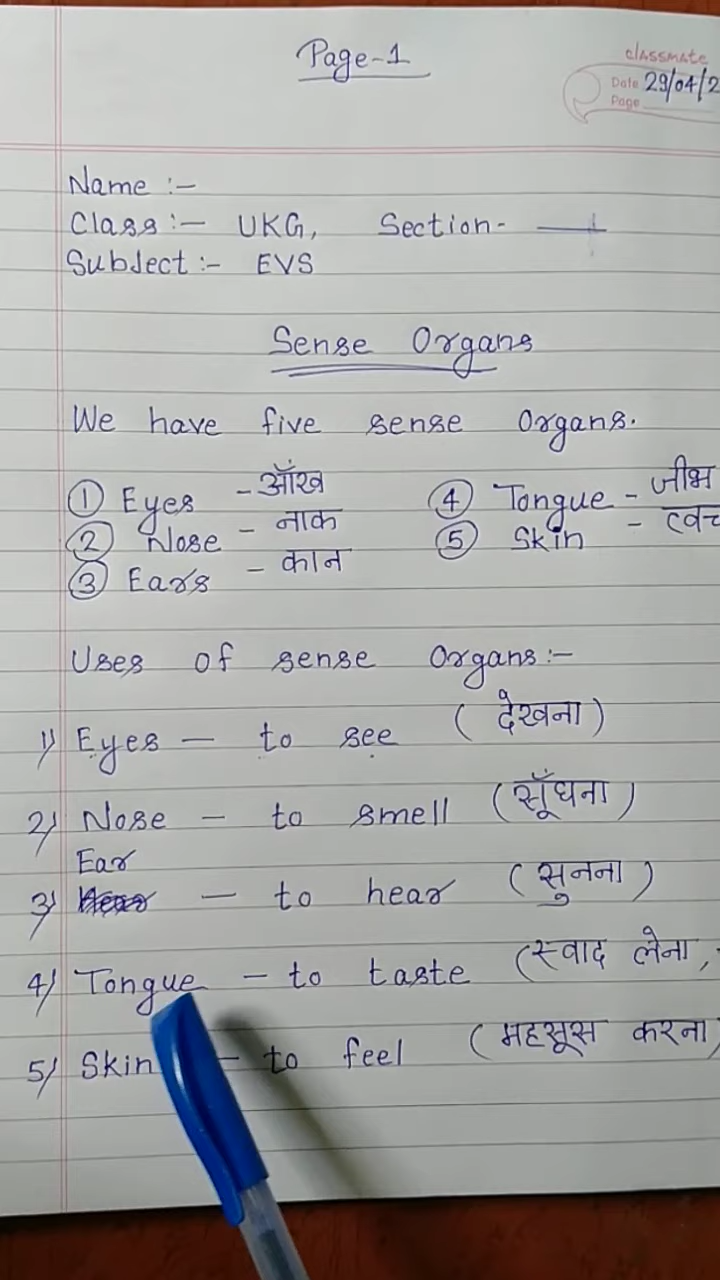 Page-1
classmate
Date 29/04/2
Page
Name :-
Class :- UKG, Section-
Subject :- EVS
Sense Organs
We have five sense Organs.
① Eyes - आँख ④ Tongue - जीभ
② Nose - नाक ⑤ Skin - त्वच
③ Ears - कान
Uses of sense Organs :-
1) Eyes - to see (देखना)
2) Nose - to smell (सूँघना)
Ear
3) - to hear (सुनना)
4) Tongue - to taste (स्वाद लेना,
5) Skin - to feel (महसूस करना)